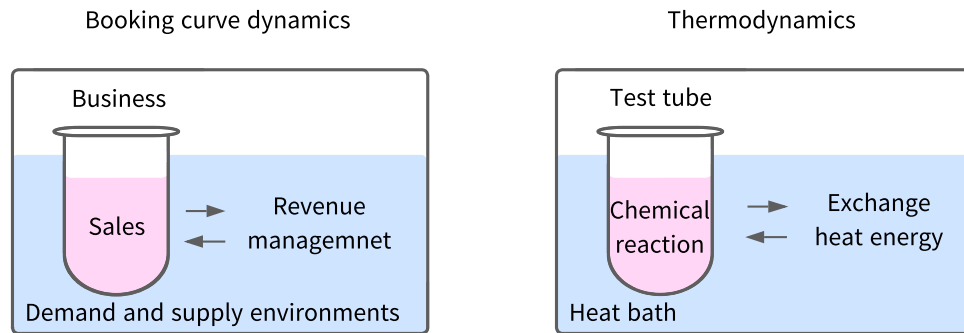 Booking curve dynamics
Business
Sales
Revenue
managemnet
Demand and supply environments
Thermodynamics
Test tube
Chemical
reaction
Exchange
heat energy
Heat bath